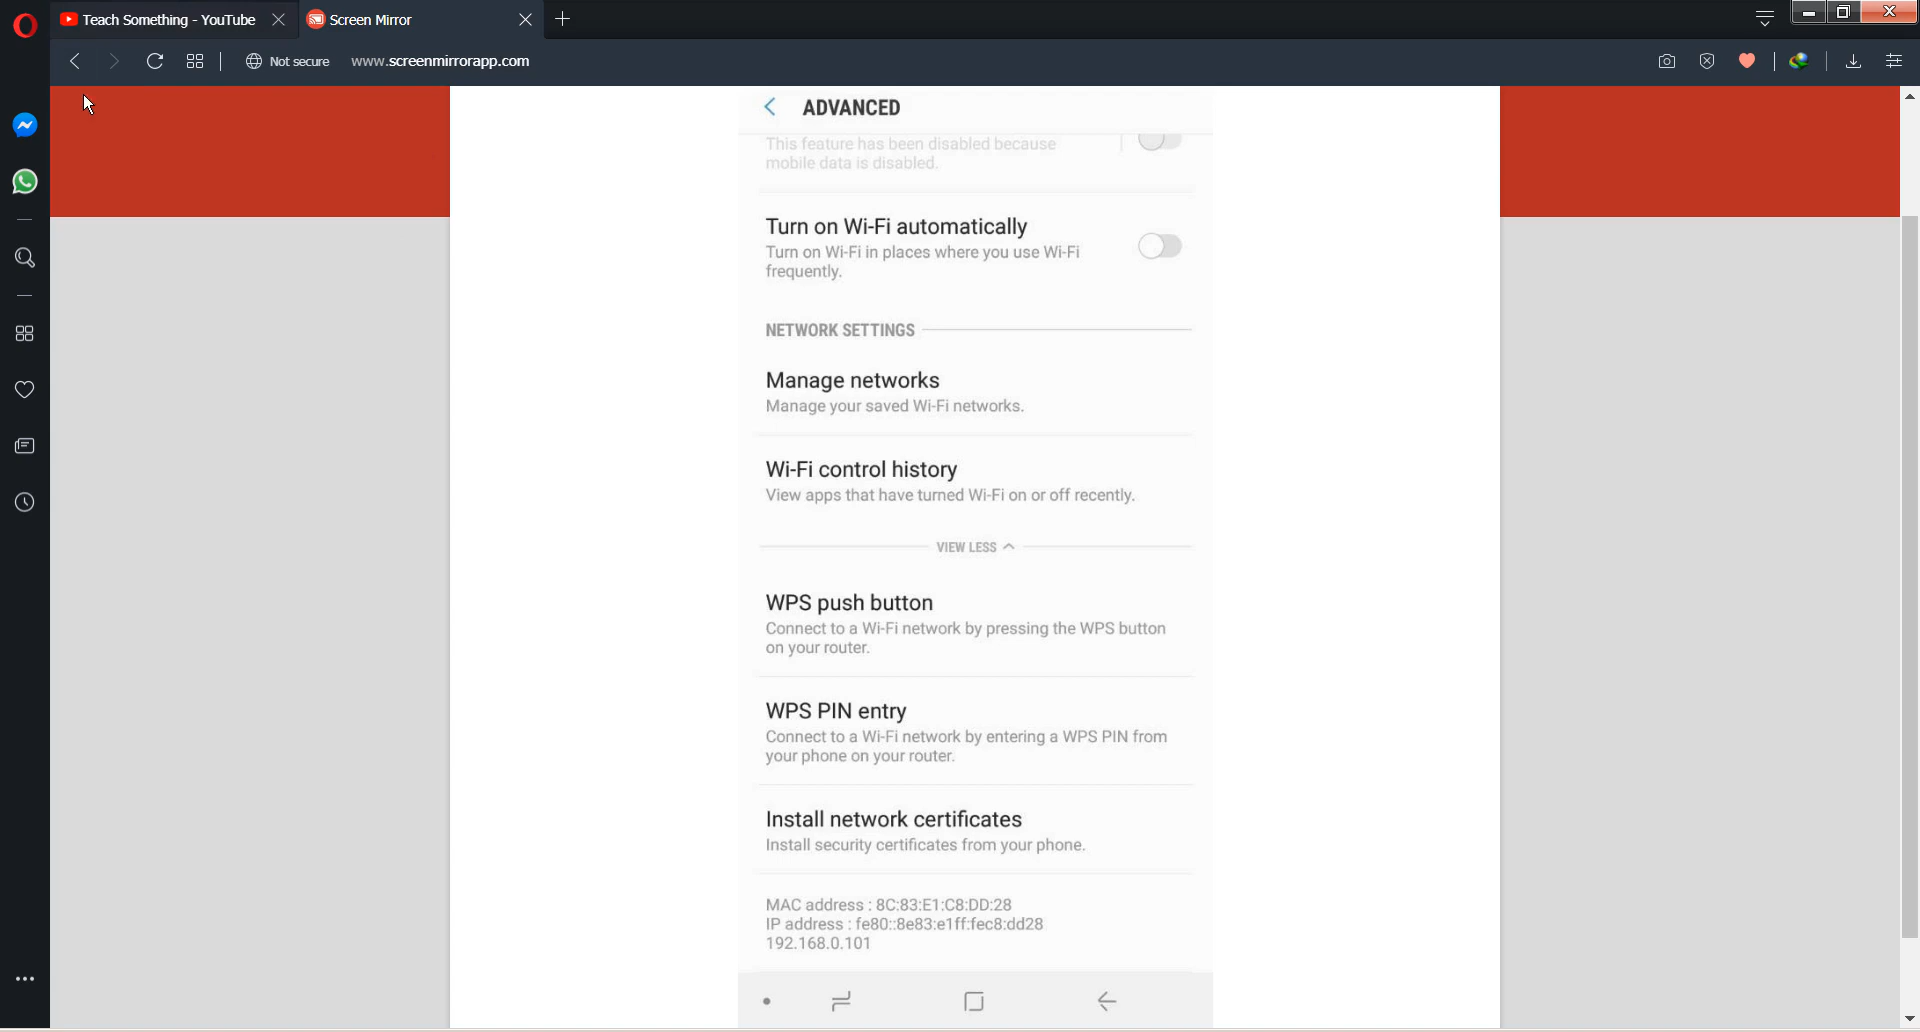 Teach Something - YouTube
Screen Mirror
Not secure
www.screenmirrorapp.com
ADVANCED
This feature has been disabled because
mobile data is disabled.
Turn on Wi-Fi automatically
Turn on Wi-Fi in places where you use Wi-Fi
frequently.
NETWORK SETTINGS
Manage networks
Manage your saved Wi-Fi networks.
Wi-Fi control history
View apps that have turned Wi-Fi on or off recently.
VIEW LESS
WPS push button
Connect to a Wi-Fi network by pressing the WPS button
on your router.
WPS PIN entry
Connect to a Wi-Fi network by entering a WPS PIN from
your phone on your router.
Install network certificates
Install security certificates from your phone.
MAC address : 8C:83:E1:C8:DD:28
IP address : fe80::8e83:e1ff:fec8:dd28
192.168.0.101